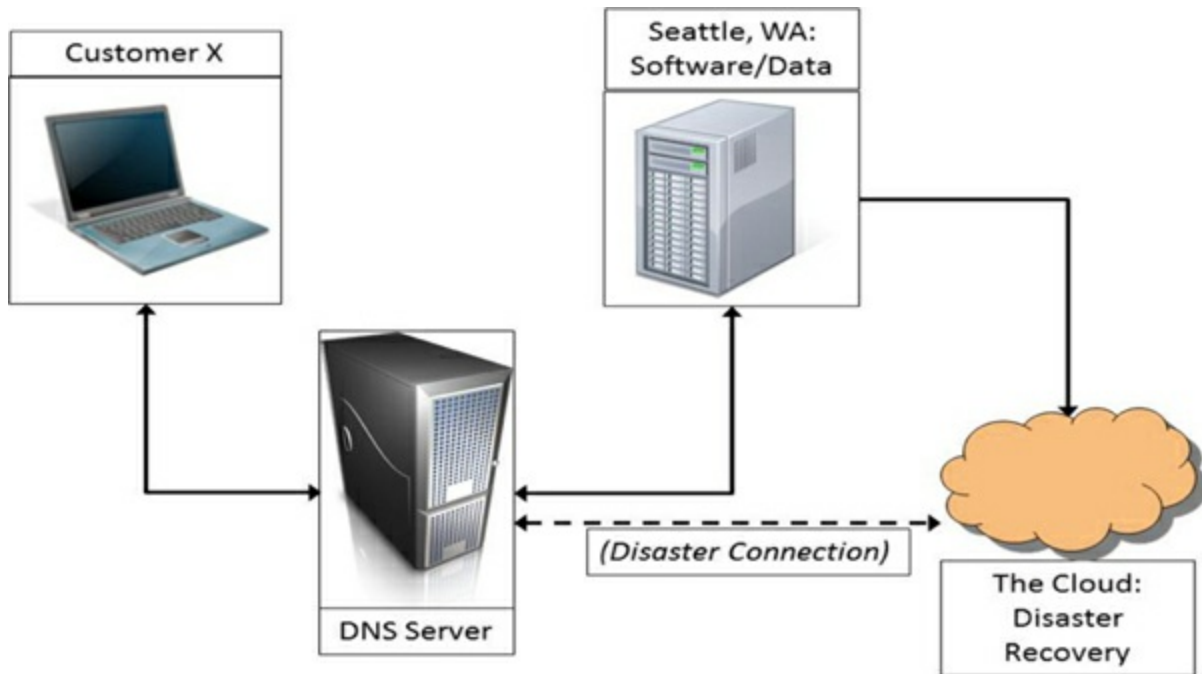 Customer X
Seattle, WA:
Software/Data
DNS Server
(Disaster Connection)
The Cloud:
Disaster
Recovery